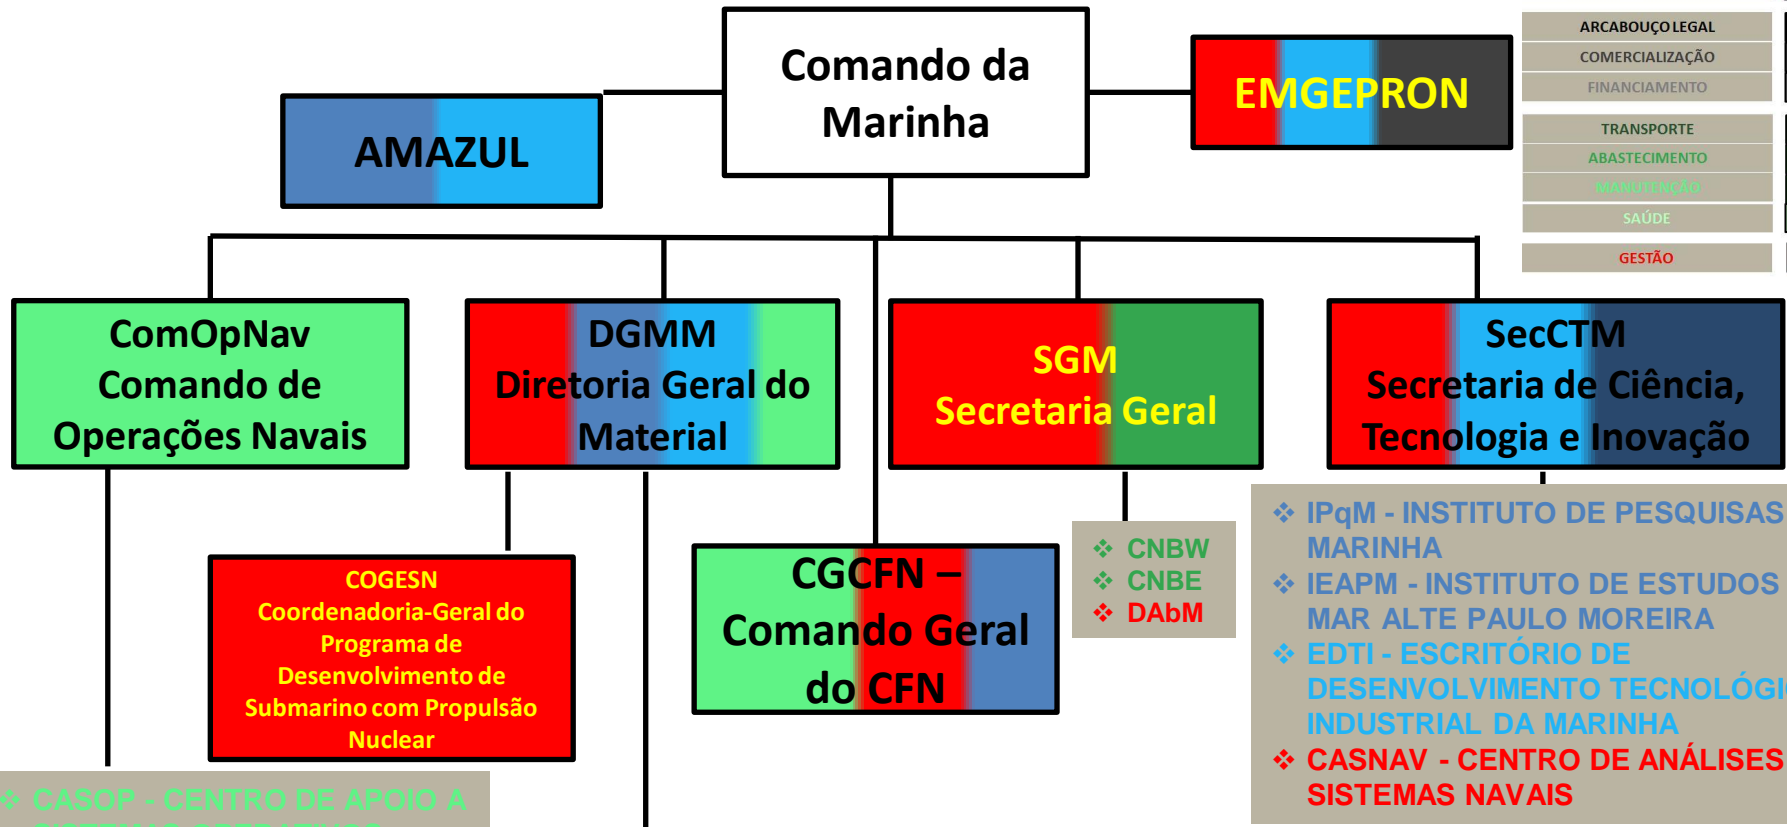 Comando da
Marinha
AMAZUL
EMGEPRON
ARCABOUÇO LEGAL
COMERCIALIZAÇÃO
FINANCIAMENTO
TRANSPORTE
ABASTECIMENTO
MANUTENÇÃO
SAÚDE
GESTÃO
ComOpNav
Comando de
Operações Navais
DGMM
Diretoria Geral do
Material
SGM
Secretaria Geral
SecCTM
Secretaria de Ciência,
Tecnologia e Inovação
COGESN
Coordenadoria-Geral do
Programa de
Desenvolvimento de
Submarino com Propulsão
Nuclear
CGCFN –
Comando Geral
do CFN
❖ CNBW
❖ CNBE
❖ DAbM
❖ IPqM - INSTITUTO DE PESQUISAS
MARINHA
❖ IEAPM - INSTITUTO DE ESTUDOS
MAR ALTE PAULO MOREIRA
❖ EDTI - ESCRITÓRIO DE
DESENVOLVIMENTO TECNOLÓGI
INDUSTRIAL DA MARINHA
❖ CASNAV - CENTRO DE ANÁLISES
SISTEMAS NAVAIS
❖ CASOP - CENTRO DE APOIO A